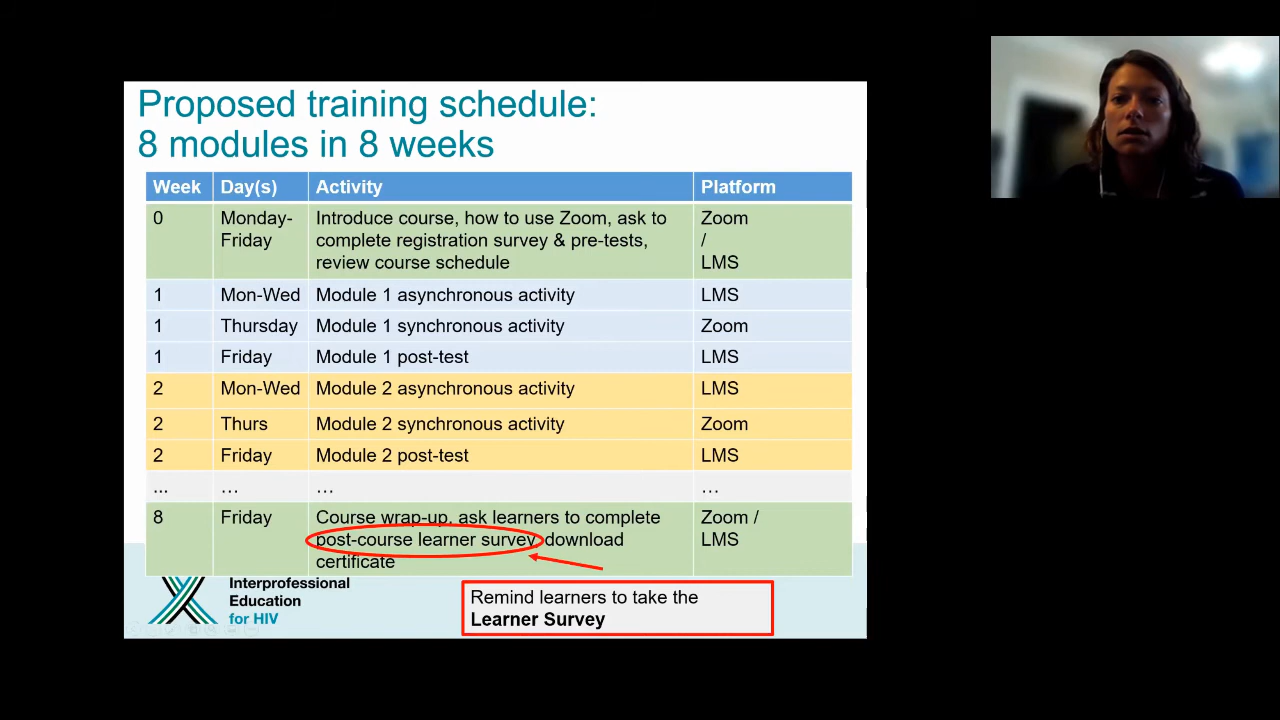 Proposed training schedule:
8 modules in 8 weeks
Week Day(s) Activity Platform
0 Monday- Introduce course, how to use Zoom, ask to Zoom
Friday complete registration survey & pre-tests, /
review course schedule LMS
1 Mon-Wed Module 1 asynchronous activity LMS
1 Thursday Module 1 synchronous activity Zoom
1 Friday Module 1 post-test LMS
2 Mon-Wed Module 2 asynchronous activity LMS
2 Thurs Module 2 synchronous activity Zoom
2 Friday Module 2 post-test LMS
... … … …
8 Friday Course wrap-up, ask learners to complete Zoom /
post-course learner survey, download LMS
certificate
Interprofessional
Education
for HIV
Remind learners to take the
Learner Survey